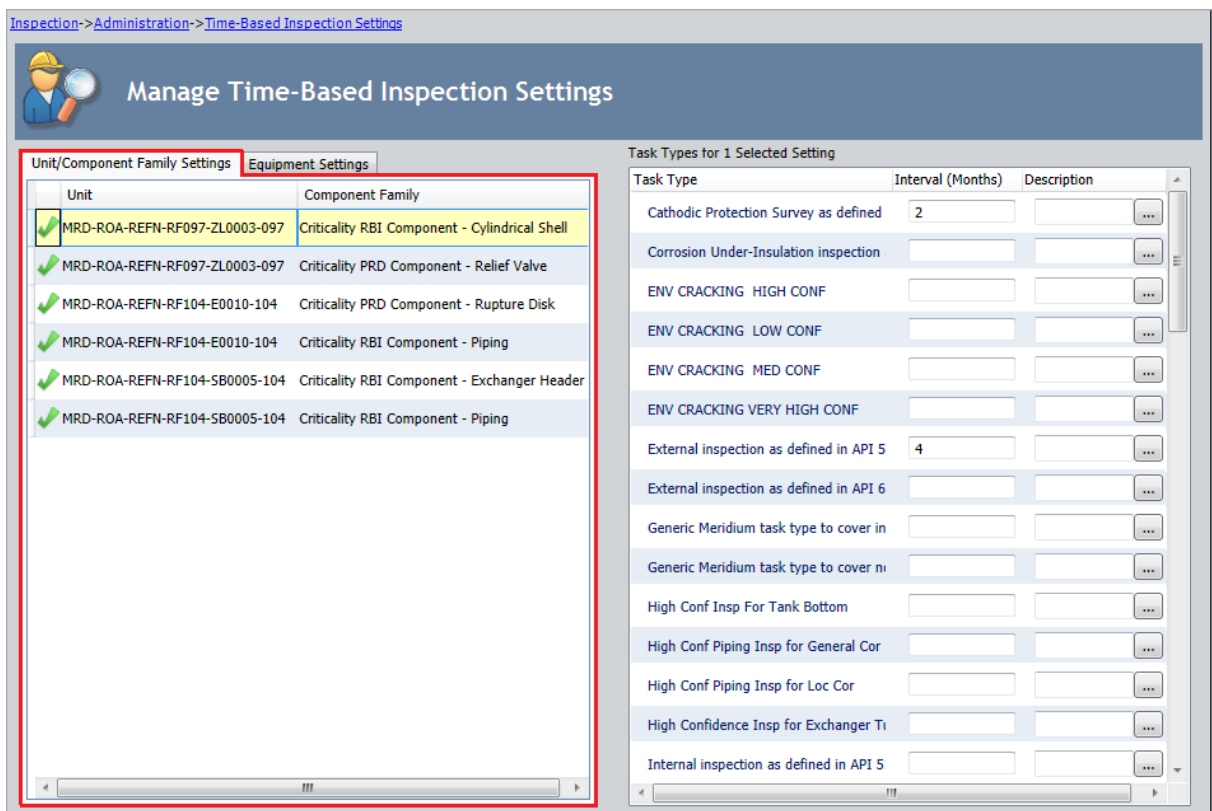 Inspection->Administration->Time-Based Inspection Settings
Manage Time-Based Inspection Settings
Unit/Component Family Settings Equipment Settings
Unit Component Family
MRD-ROA-REFN-RF097-ZL0003-097 Criticality RBI Component - Cylindrical Shell
MRD-ROA-REFN-RF097-ZL0003-097 Criticality PRD Component - Relief Valve
MRD-ROA-REFN-RF104-E0010-104 Criticality PRD Component - Rupture Disk
MRD-ROA-REFN-RF104-E0010-104 Criticality RBI Component - Piping
MRD-ROA-REFN-RF104-SB0005-104 Criticality RBI Component - Exchanger Header
MRD-ROA-REFN-RF104-SB0005-104 Criticality RBI Component - Piping
Task Types for 1 Selected Setting
Task Type Interval (Months) Description
Cathodic Protection Survey as defined 2 ...
Corrosion Under-Insulation inspection ...
ENV CRACKING HIGH CONF ...
ENV CRACKING LOW CONF ...
ENV CRACKING MED CONF ...
ENV CRACKING VERY HIGH CONF ...
External inspection as defined in API 5 4 ...
External inspection as defined in API 6 ...
Generic Meridium task type to cover in ...
Generic Meridium task type to cover ...
High Conf Insp For Tank Bottom ...
High Conf Piping Insp for General Cor ...
High Conf Piping Insp for Loc Cor ...
High Confidence Insp for Exchanger ...
Internal inspection as defined in API 5 ...